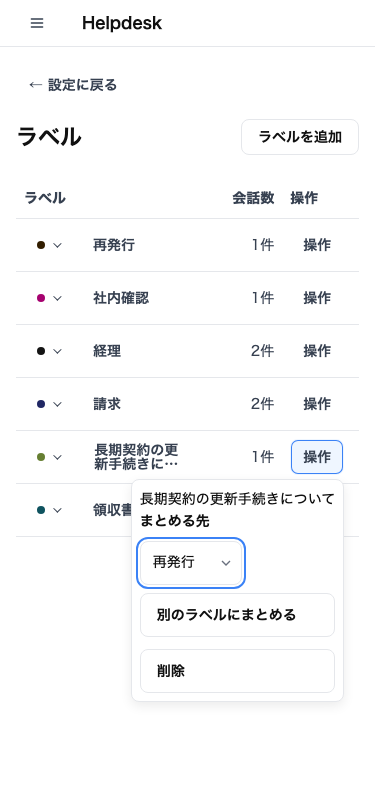 Helpdesk
← 設定に戻る
ラベル
ラベルを追加
ラベル 会話数 操作
再発行 1件 操作
社内確認 1件 操作
経理 2件 操作
請求 2件 操作
長期契約の更
新手続きに…
1件 操作
領収書
長期契約の更新手続きについて
まとめる先
再発行
別のラベルにまとめる
削除